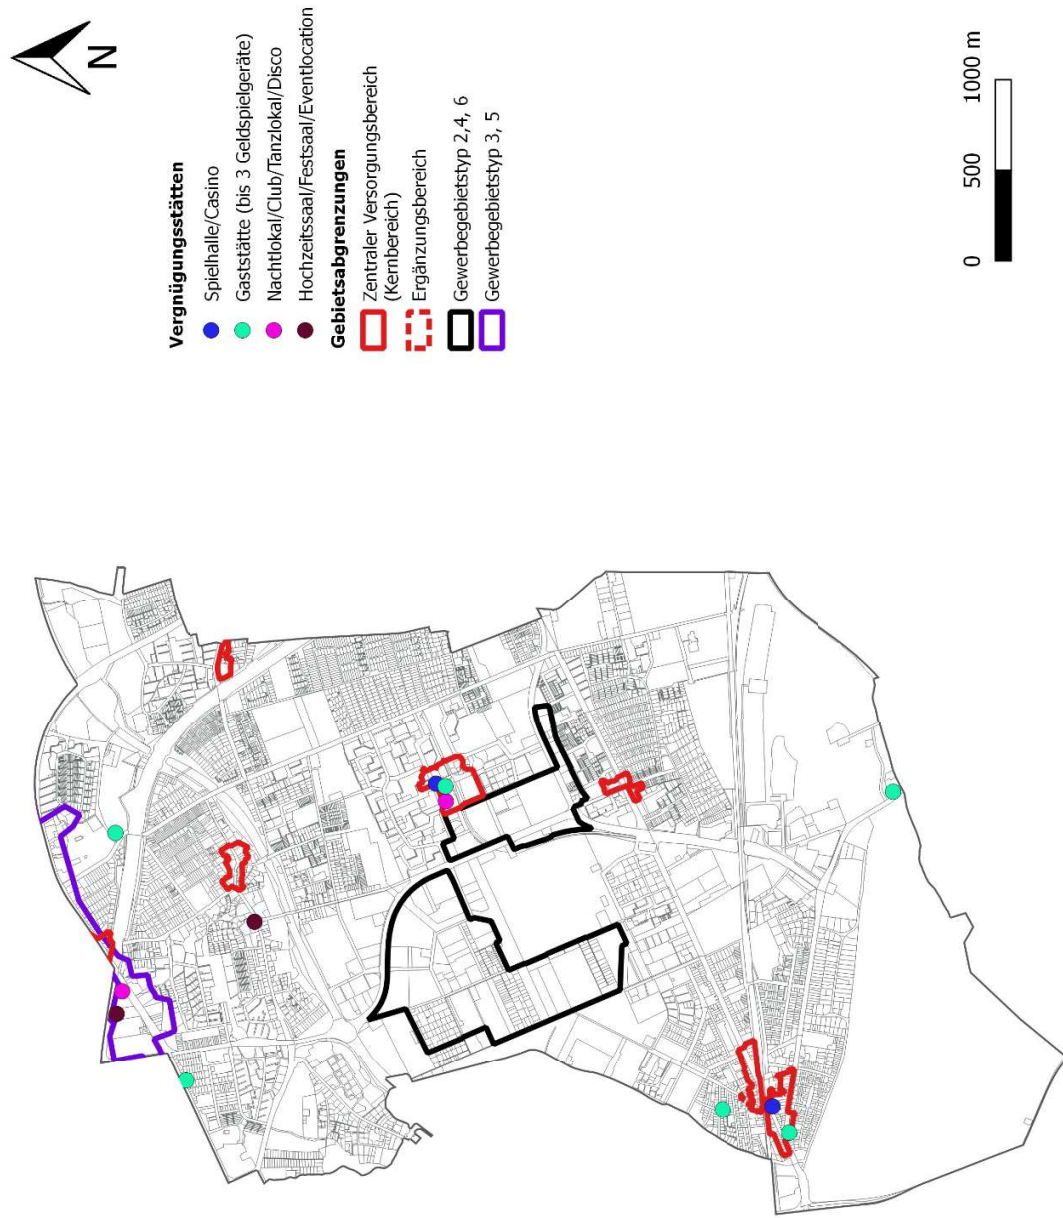 N
Vergnügungsstätten
Spielhalle/Casino
Gaststätte (bis 3 Geldspielgeräte)
Nachtlokal/Club/Tanzlokal/Disco
Hochzeitssaal/Festsaal/Eventlocation
Gebietsabgrenzungen
Zentraler Versorgungsbereich
(Kernbereich)
Ergänzungsbereich
Gewerbegebietstyp 2,4, 6
Gewerbegebietstyp 3, 5
0 500 1000 m